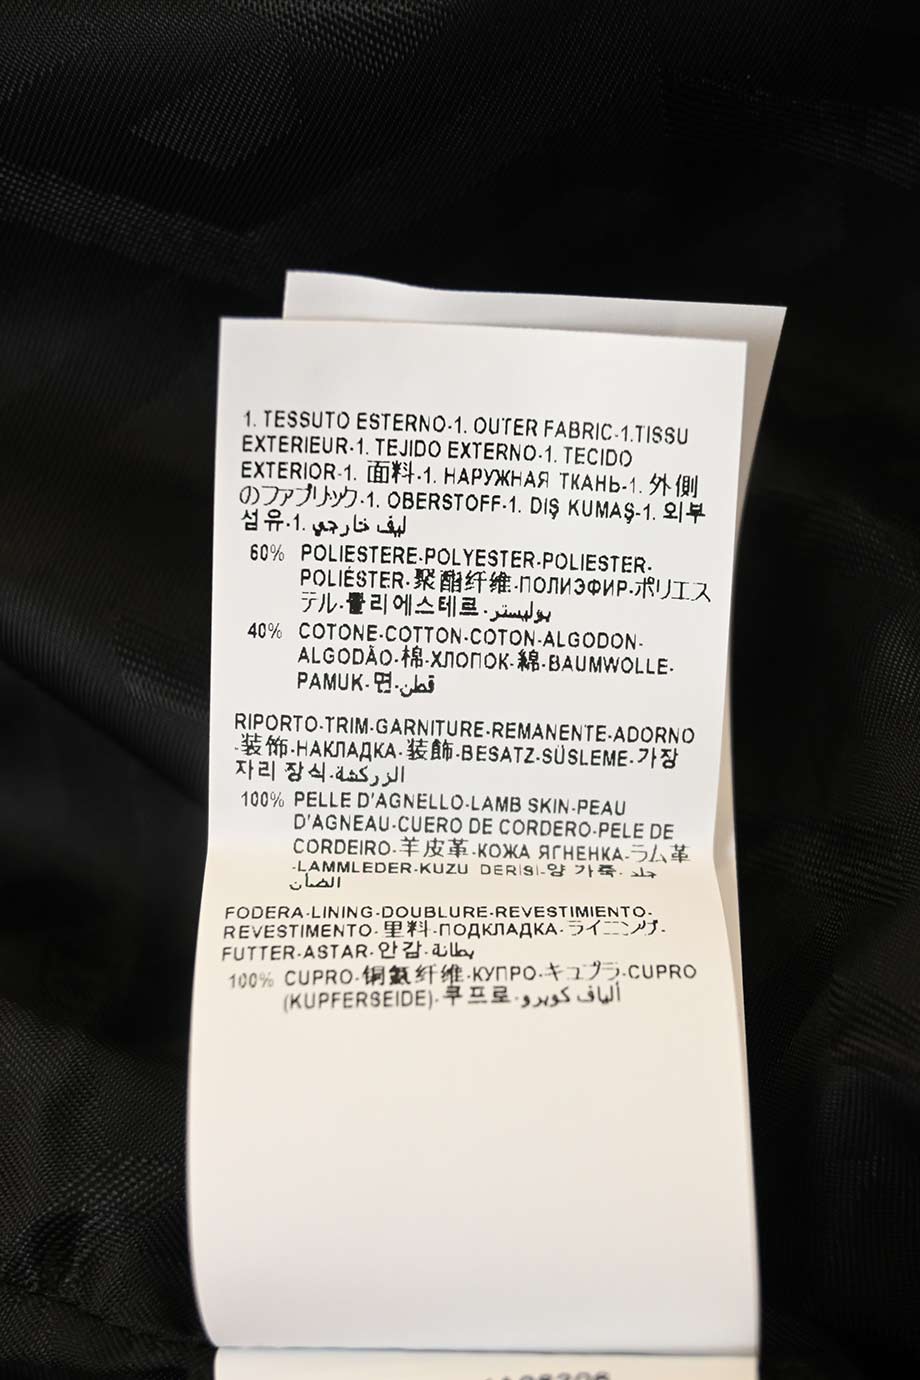 1. TESSUTO ESTERNO-1. OUTER FABRIC-1.TISSU
EXTERIEUR-1. TEJIDO EXTERNO-1. TECIDO
EXTERIOR-1. 面料-1. НАРУЖНАЯ ТКАНЬ-1. 外側
のファブリック-1. OBERSTOFF-1. DIŞ KUMAŞ-1. 외부
섬유-1. ليف خارجي
60% POLIESTERE-POLYESTER-POLIESTER-
POLIÉSTER-聚酯纤维-ПОЛИЭФИР-ポリエス
テル-폴리에스테르-بوليستر
40% COTONE-COTTON-COTON-ALGODON-
ALGODÃO-棉-ХЛОПОК-綿-BAUMWOLLE-
PAMUK-면-قطن
RIPORTO-TRIM-GARNITURE-REMANENTE-ADORNO
-装饰-НАКЛАДКА-装飾-BESATZ-SÜSLEME-가장
자리 장식-الزركشة
100% PELLE D'AGNELLO-LAMB SKIN-PEAU
D'AGNEAU-CUERO DE CORDERO-PELE DE
CORDEIRO-羊皮革-КОЖА ЯГНЕНКА-ラム革
-LAMMLEDER-KUZU DERISI-양 가죽- جلد
الضأن
FODERA-LINING-DOUBLURE-REVESTIMIENTO-
REVESTIMENTO-里料-ПОДКЛАДКА-ライニング-
FUTTER-ASTAR-안감-بطانة
100% CUPRO-铜氨纤维-КУПРО-キュプラ-CUPRO
(KUPFERSEIDE)-쿠프로-ألياف كوبرو